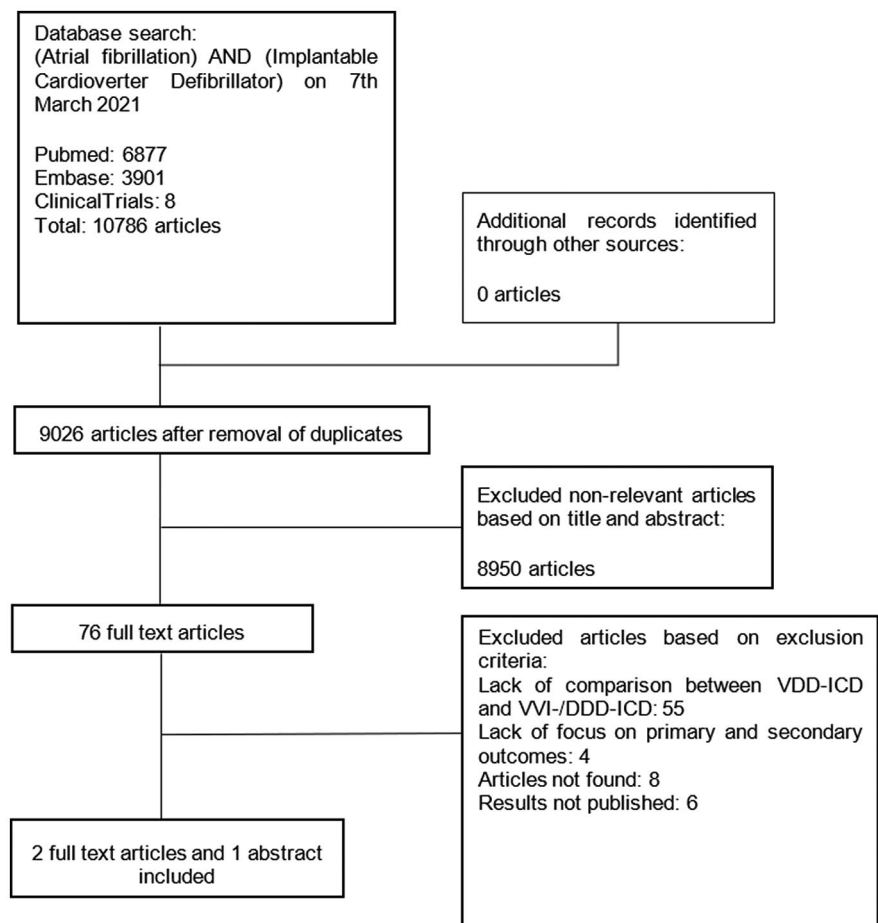 Database search:
(Atrial fibrillation) AND (Implantable
Cardioverter Defibrillator) on 7th
March 2021
Pubmed: 6877
Embase: 3901
ClinicalTrials: 8
Total: 10786 articles
Additional records identified
through other sources:
0 articles
9026 articles after removal of duplicates
Excluded non-relevant articles
based on title and abstract:
8950 articles
76 full text articles
Excluded articles based on exclusion
criteria:
Lack of comparison between VDD-ICD
and VVI-/DDD-ICD: 55
Lack of focus on primary and secondary
outcomes: 4
Articles not found: 8
Results not published: 6
2 full text articles and 1 abstract
included